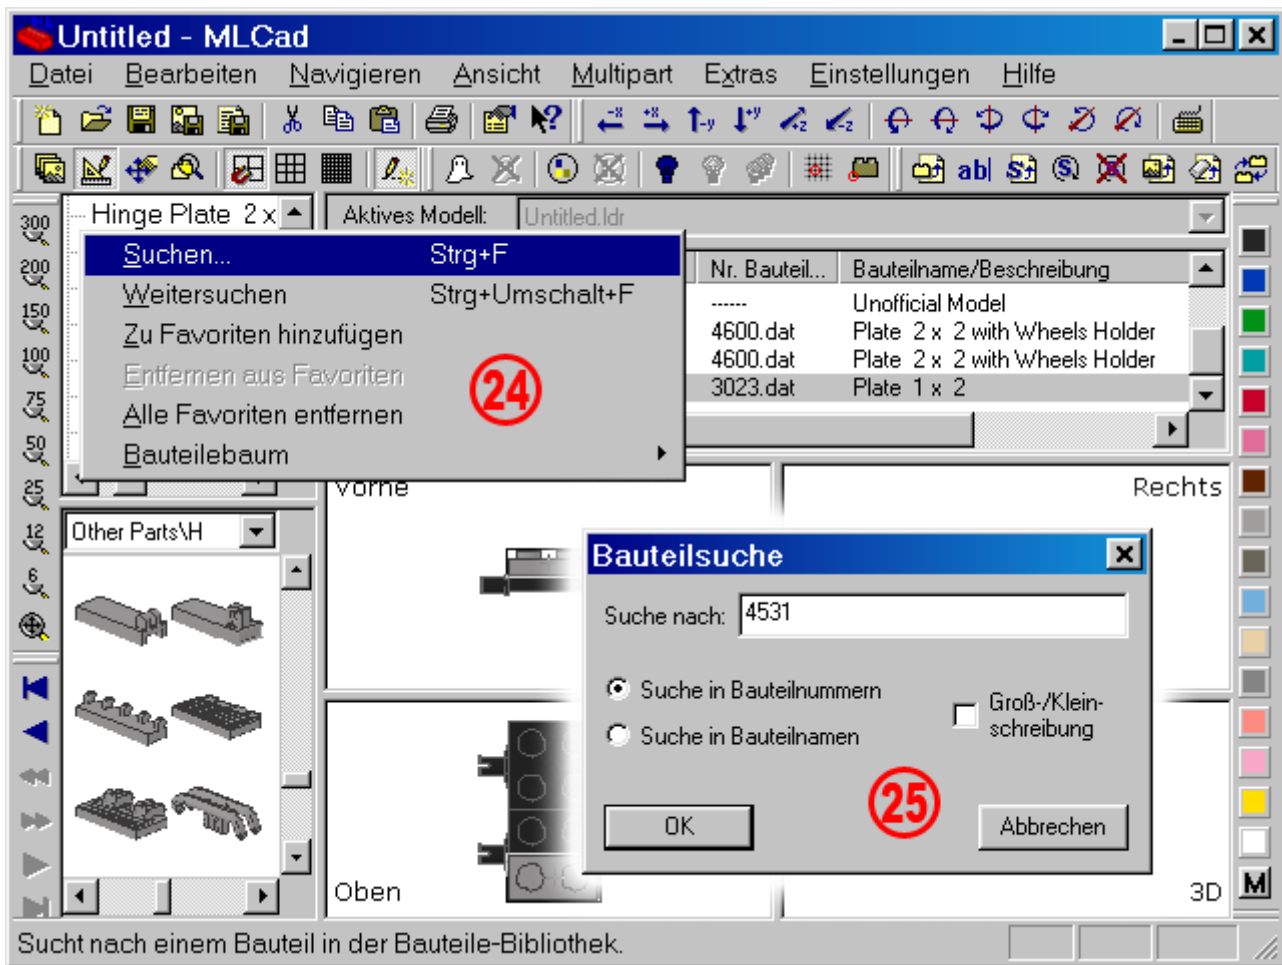 Untitled - MLCad
Datei Bearbeiten Navigieren Ansicht Multipart Extras Einstellungen Hilfe
-x +x -y +y +z -z
ab
300
200
150
100
75
50
25
12
6
Hinge Plate 2 x
Aktives Modell: Untitled.ldr
Suchen... Strg+F
Weitersuchen Strg+Umschalt+F
Zu Favoriten hinzufügen
Entfernen aus Favoriten
Alle Favoriten entfernen
Bauteilebaum
24
Nr. Bauteil... Bauteilname/Beschreibung
------ Unofficial Model
4600.dat Plate 2 x 2 with Wheels Holder
4600.dat Plate 2 x 2 with Wheels Holder
3023.dat Plate 1 x 2
Vorne
Rechts
Other Parts\H
Bauteilsuche
Suche nach: 4531
Suche in Bauteilnummern
Suche in Bauteilnamen
Groß-/Klein-
schreibung
25
OK
Abbrechen
Oben
3D
M
Sucht nach einem Bauteil in der Bauteile-Bibliothek.